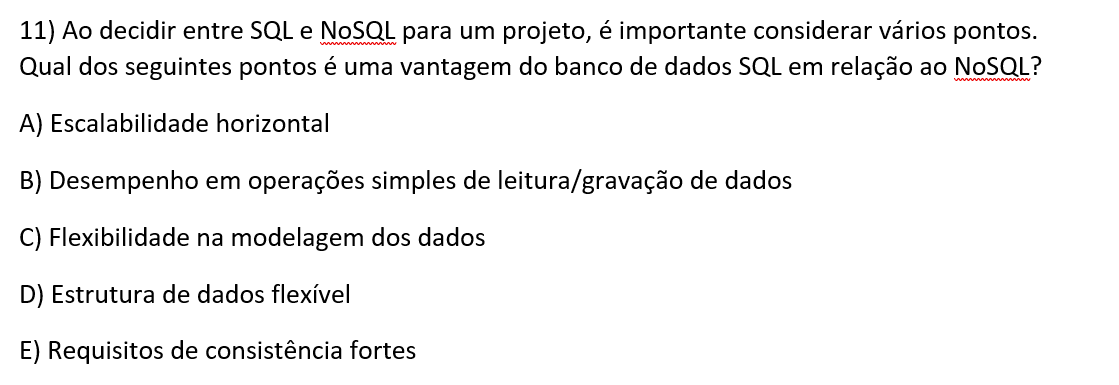 11) Ao decidir entre SQL e NoSQL para um projeto, é importante considerar vários pontos.
Qual dos seguintes pontos é uma vantagem do banco de dados SQL em relação ao NoSQL?
A) Escalabilidade horizontal
B) Desempenho em operações simples de leitura/gravação de dados
C) Flexibilidade na modelagem dos dados
D) Estrutura de dados flexível
E) Requisitos de consistência fortes